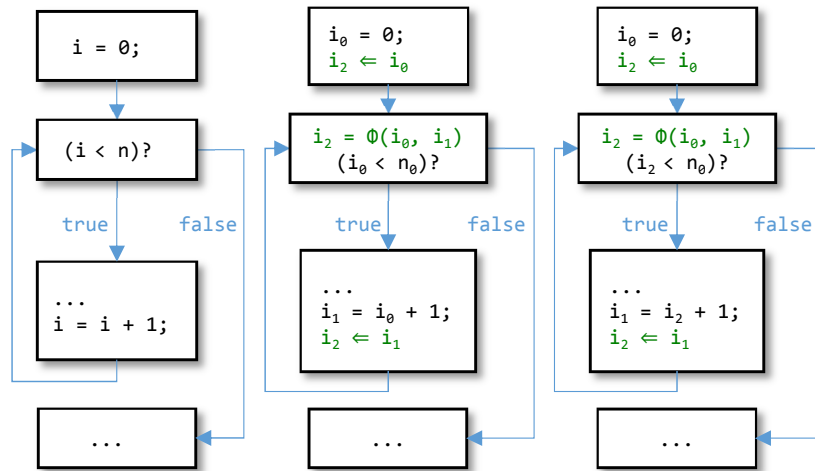 i = 0;
(i < n)?
true
false
...
i = i + 1;
...
i₀ = 0;
i₂ ⇐ i₀
i₂ = Φ(i₀, i₁)
(i₀ < n₀)?
true
false
...
i₁ = i₀ + 1;
i₂ ⇐ i₁
...
i₀ = 0;
i₂ ⇐ i₀
i₂ = Φ(i₀, i₁)
(i₂ < n₀)?
true
false
...
i₁ = i₂ + 1;
i₂ ⇐ i₁
...